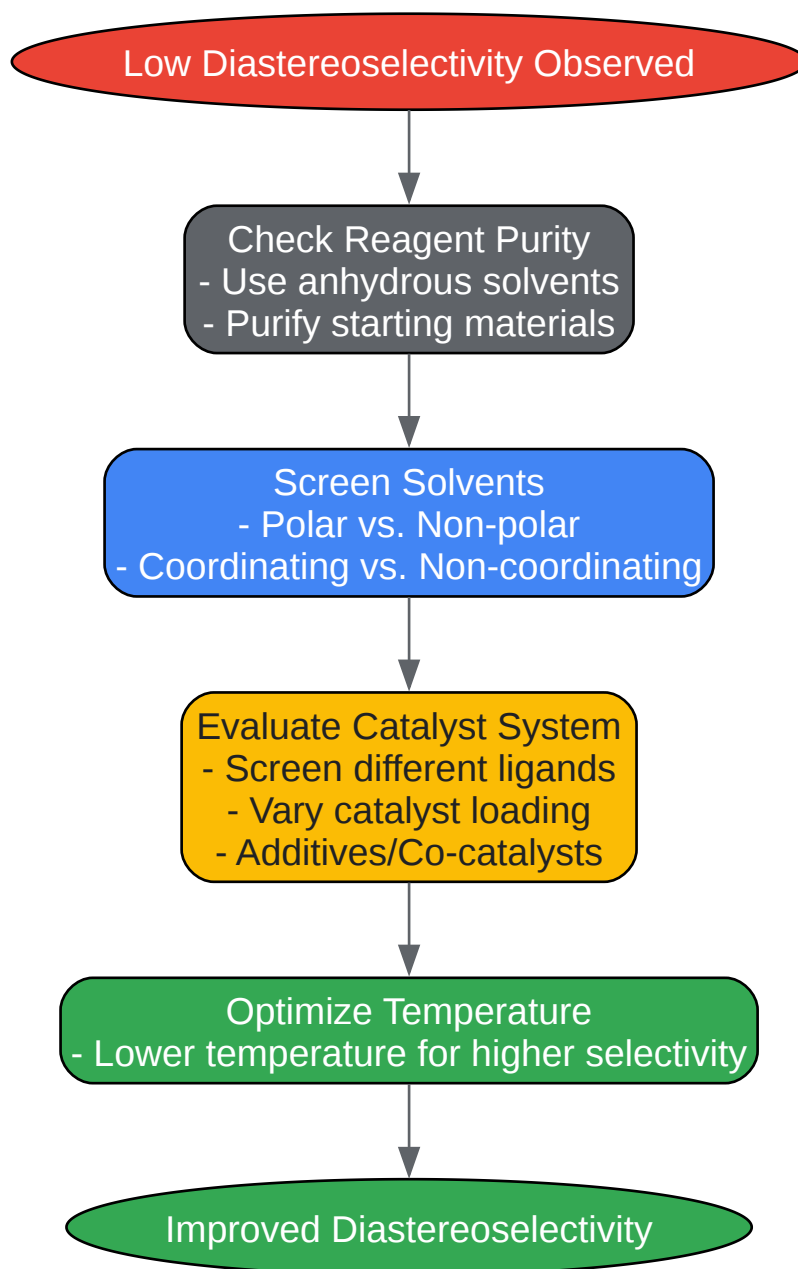 Low Diastereoselectivity Observed
Check Reagent Purity
- Use anhydrous solvents
- Purify starting materials
Screen Solvents
- Polar vs. Non-polar
- Coordinating vs. Non-coordinating
Evaluate Catalyst System
- Screen different ligands
- Vary catalyst loading
- Additives/Co-catalysts
Optimize Temperature
- Lower temperature for higher selectivity
Improved Diastereoselectivity